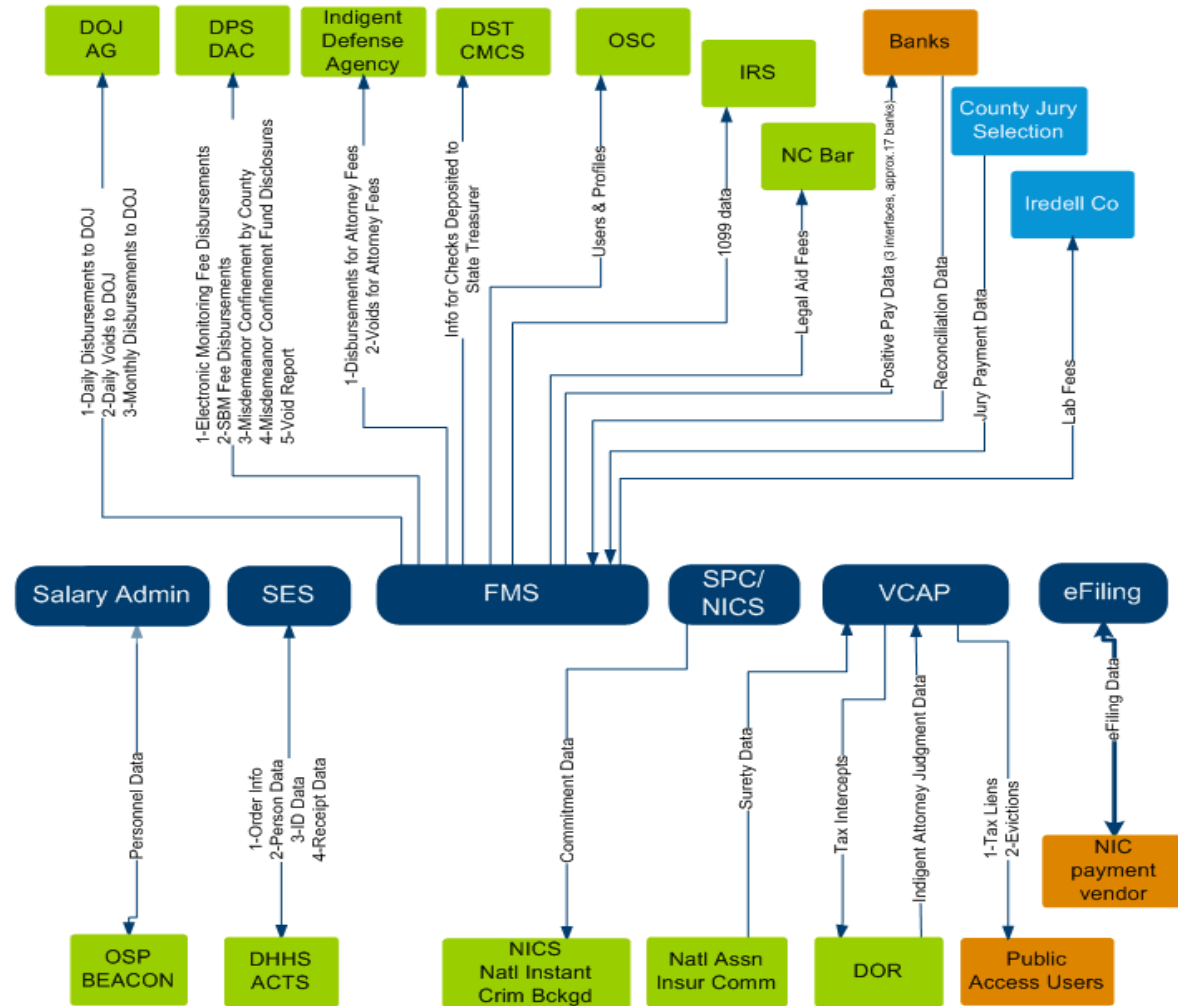 DOJ
AG
DPS
DAC
Indigent
Defense
Agency
DST
CMCS
OSC
IRS
NC Bar
Banks
County Jury
Selection
Iredell Co
1-Daily Disbursements to DOJ
2-Daily Voids to DOJ
3-Monthly Disbursements to DOJ
1-Electronic Monitoring Fee Disbursements
2-SBM Fee Disbursements
3-Misdemeanor Confinement by County
4-Misdemeanor Confinement Fund Disclosures
5-Void Report
1-Disbursements for Attorney Fees
2-Voids for Attorney Fees
Info for Checks Deposited to
State Treasurer
Users & Profiles
1099 data
Legal Aid Fees
Positive Pay Data (3 interfaces, approx.17 banks)
Reconciliation Data
Jury Payment Data
Lab Fees
Salary Admin
SES
FMS
SPC/
NICS
VCAP
eFiling
Personnel Data
1-Order Info
2-Person Data
3-ID Data
4-Receipt Data
Commitment Data
Surety Data
Tax Intercepts
Indigent Attorney Judgment Data
1-Tax Liens
2-Evictions
eFiling Data
NIC
payment
vendor
OSP
BEACON
DHHS
ACTS
NICS
Natl Instant
Crim Bckgd
Natl Assn
Insur Comm
DOR
Public
Access Users